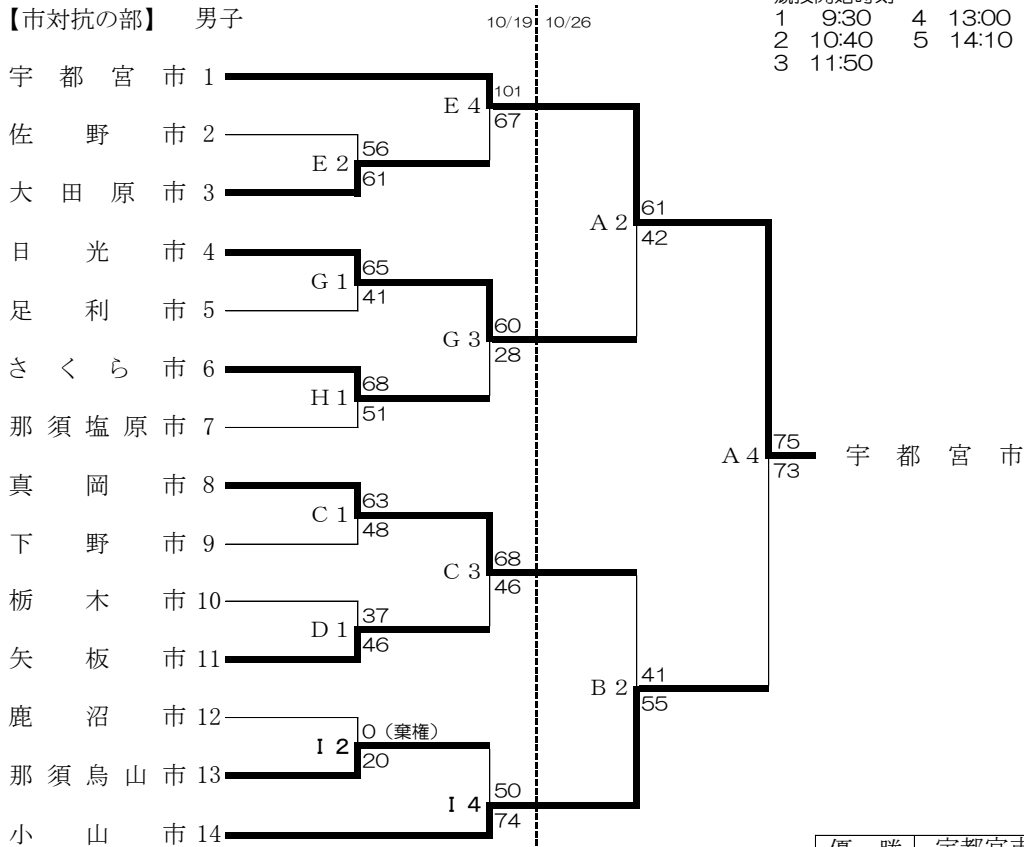 【市対抗の部】 男子
10/19 10/26
1 9:30 4 13:00
2 10:40 5 14:10
3 11:50
宇都宮市 1
E 4
101
67
佐野市 2
E 2
56
61
大田原市 3
A 2
61
42
日光市 4
G 1
65
41
足利市 5
G 3
60
28
さくら市 6
H 1
68
51
那須塩原市 7
A 4
75
73
宇都宮市
真岡市 8
C 1
63
48
下野市 9
C 3
68
46
栃木市 10
D 1
37
46
矢板市 11
B 2
41
55
鹿沼市 12
I 2
0（棄権）
20
那須烏山市 13
I 4
50
74
小山市 14
優勝 宇都宮市